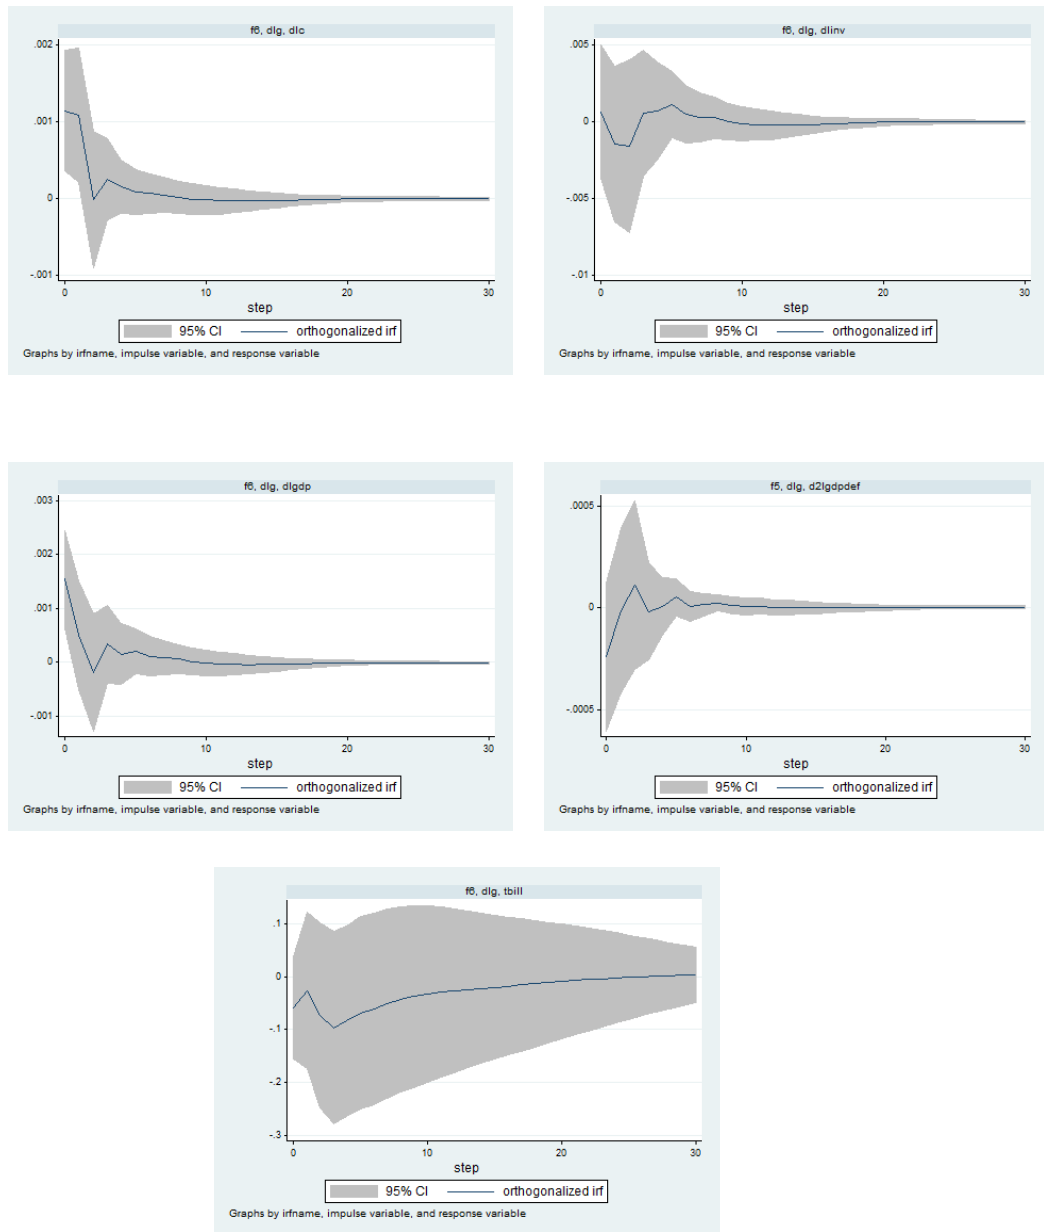 f6, dlg, dlc
.002
.001
0
-.001
0 10 20 30
step
95% CI orthogonalized irf
Graphs by irfname, impulse variable, and response variable
f6, dlg, dlinv
.005
0
-.005
-.01
0 10 20 30
step
95% CI orthogonalized irf
Graphs by irfname, impulse variable, and response variable
f6, dlg, dlgdp
.003
.002
.001
0
-.001
0 10 20 30
step
95% CI orthogonalized irf
Graphs by irfname, impulse variable, and response variable
f5, dlg, d2lgdpdef
.0005
0
-.0005
0 10 20 30
step
95% CI orthogonalized irf
Graphs by irfname, impulse variable, and response variable
f6, dlg, tbill
.1
0
-.1
-.2
-.3
0 10 20 30
step
95% CI orthogonalized irf
Graphs by irfname, impulse variable, and response variable